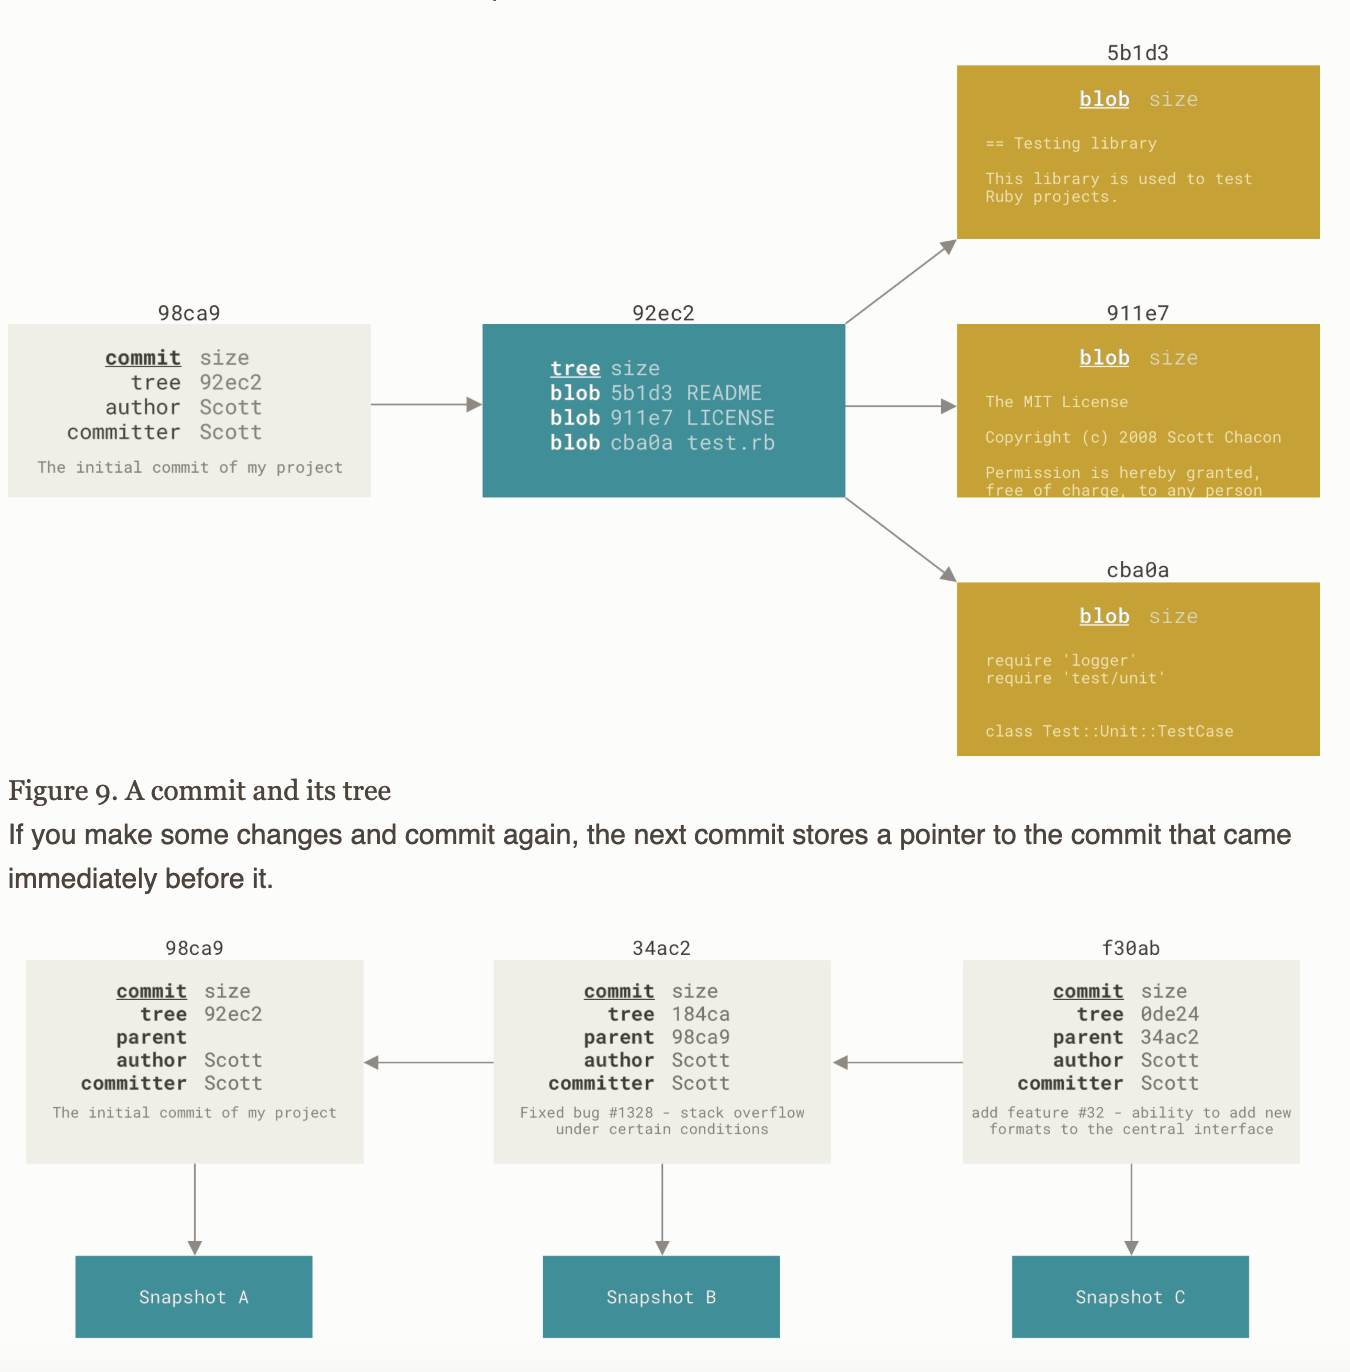 5b1d3
blob size
== Testing library
This library is used to test
Ruby projects.
98ca9
commit size
tree 92ec2
author Scott
committer Scott
The initial commit of my project
92ec2
tree size
blob 5b1d3 README
blob 911e7 LICENSE
blob cba0a test.rb
911e7
blob size
The MIT License
Copyright (c) 2008 Scott Chacon
Permission is hereby granted,
free of charge, to any person
cba0a
blob size
require 'logger'
require 'test/unit'
class Test::Unit::TestCase
Figure 9. A commit and its tree
If you make some changes and commit again, the next commit stores a pointer to the commit that came
immediately before it.
98ca9
commit size
tree 92ec2
parent
author Scott
committer Scott
The initial commit of my project
Snapshot A
34ac2
commit size
tree 184ca
parent 98ca9
author Scott
committer Scott
Fixed bug #1328 - stack overflow
under certain conditions
Snapshot B
f30ab
commit size
tree 0de24
parent 34ac2
author Scott
committer Scott
add feature #32 - ability to add new
formats to the central interface
Snapshot C